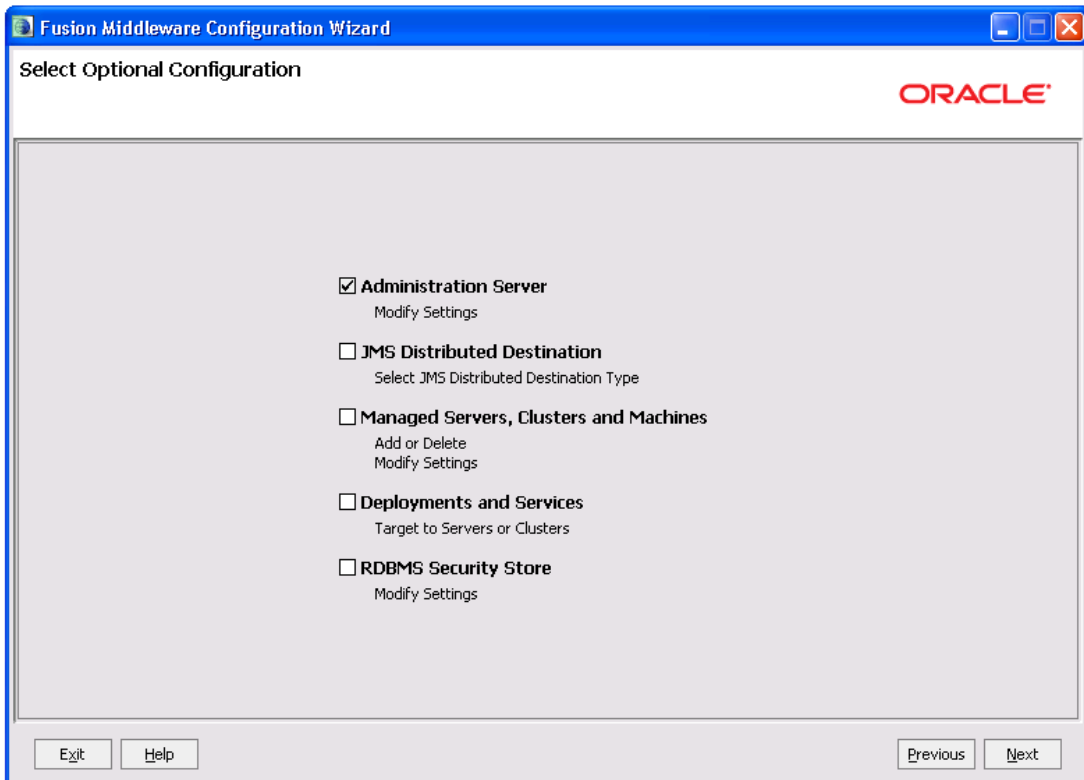 Fusion Middleware Configuration Wizard
Select Optional Configuration
ORACLE
Administration Server
Modify Settings
JMS Distributed Destination
Select JMS Distributed Destination Type
Managed Servers, Clusters and Machines
Add or Delete
Modify Settings
Deployments and Services
Target to Servers or Clusters
RDBMS Security Store
Modify Settings
Exit Help Previous Next